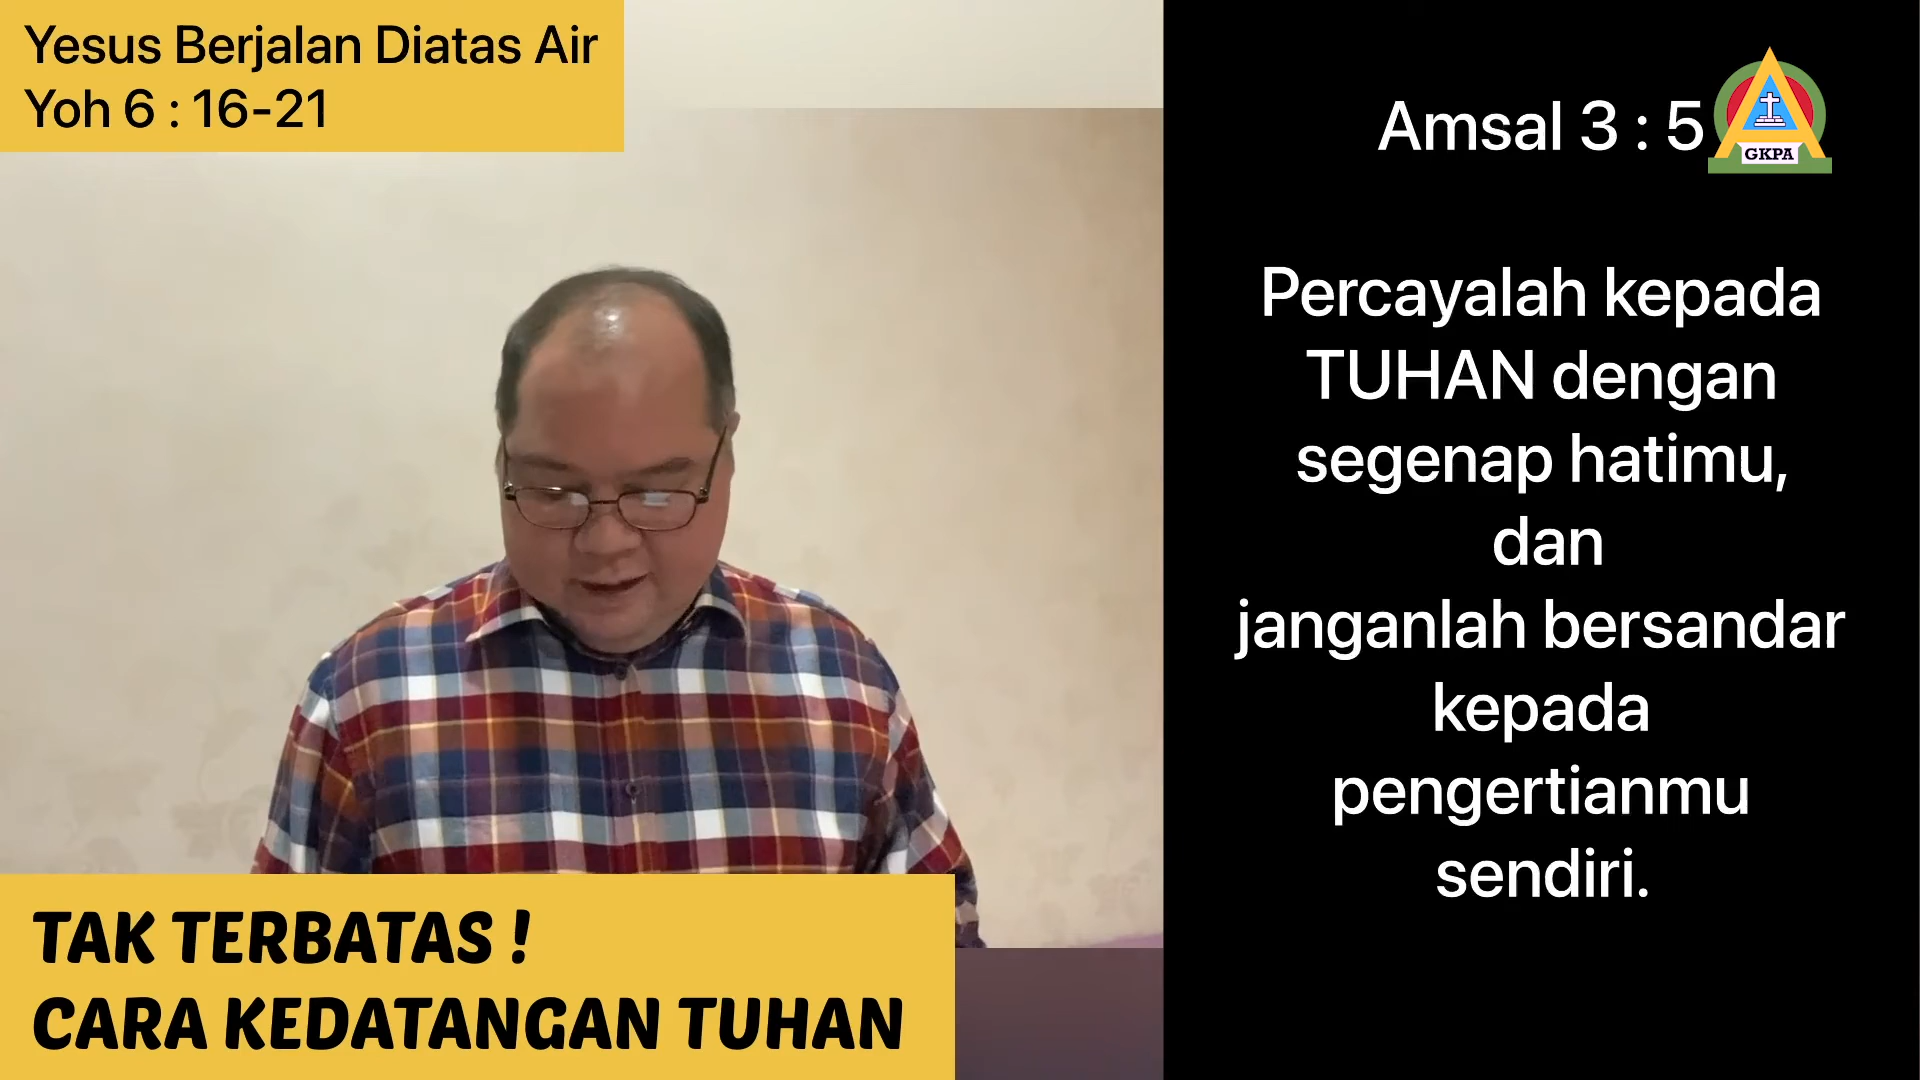 Yesus Berjalan Diatas Air
Yoh 6 : 16-21
Amsal 3 : 5
GKPA
Percayalah kepada
TUHAN dengan
segenap hatimu,
dan
janganlah bersandar
kepada
pengertianmu
sendiri.
TAK TERBATAS !
CARA KEDATANGAN TUHAN